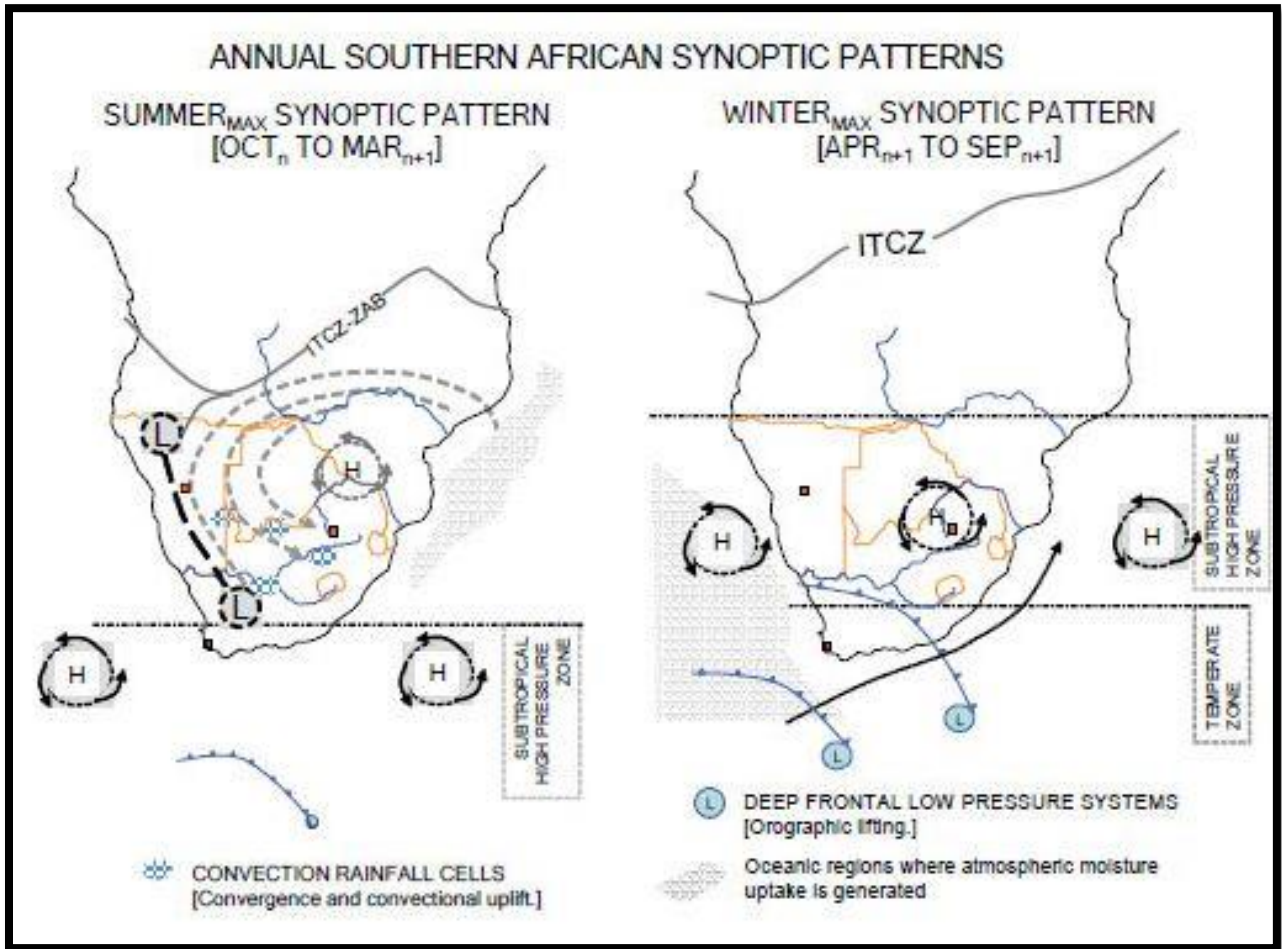 ANNUAL SOUTHERN AFRICAN SYNOPTIC PATTERNS
SUMMERMAX SYNOPTIC PATTERN
[OCTn TO MARn+1]
WINTERMAX SYNOPTIC PATTERN
[APRn+1 TO SEPn+1]
ITCZ-ZAB
L
H
L
H
H
SUBTROPICAL
HIGH PRESSURE
ZONE
CONVECTION RAINFALL CELLS
[Convergence and convectional uplift.]
ITCZ
H
H
H
SUBTROPICAL
HIGH PRESSURE
ZONE
TEMPERATE
ZONE
L
L
L DEEP FRONTAL LOW PRESSURE SYSTEMS
[Orographic lifting.]
Oceanic regions where atmospheric moisture
uptake is generated